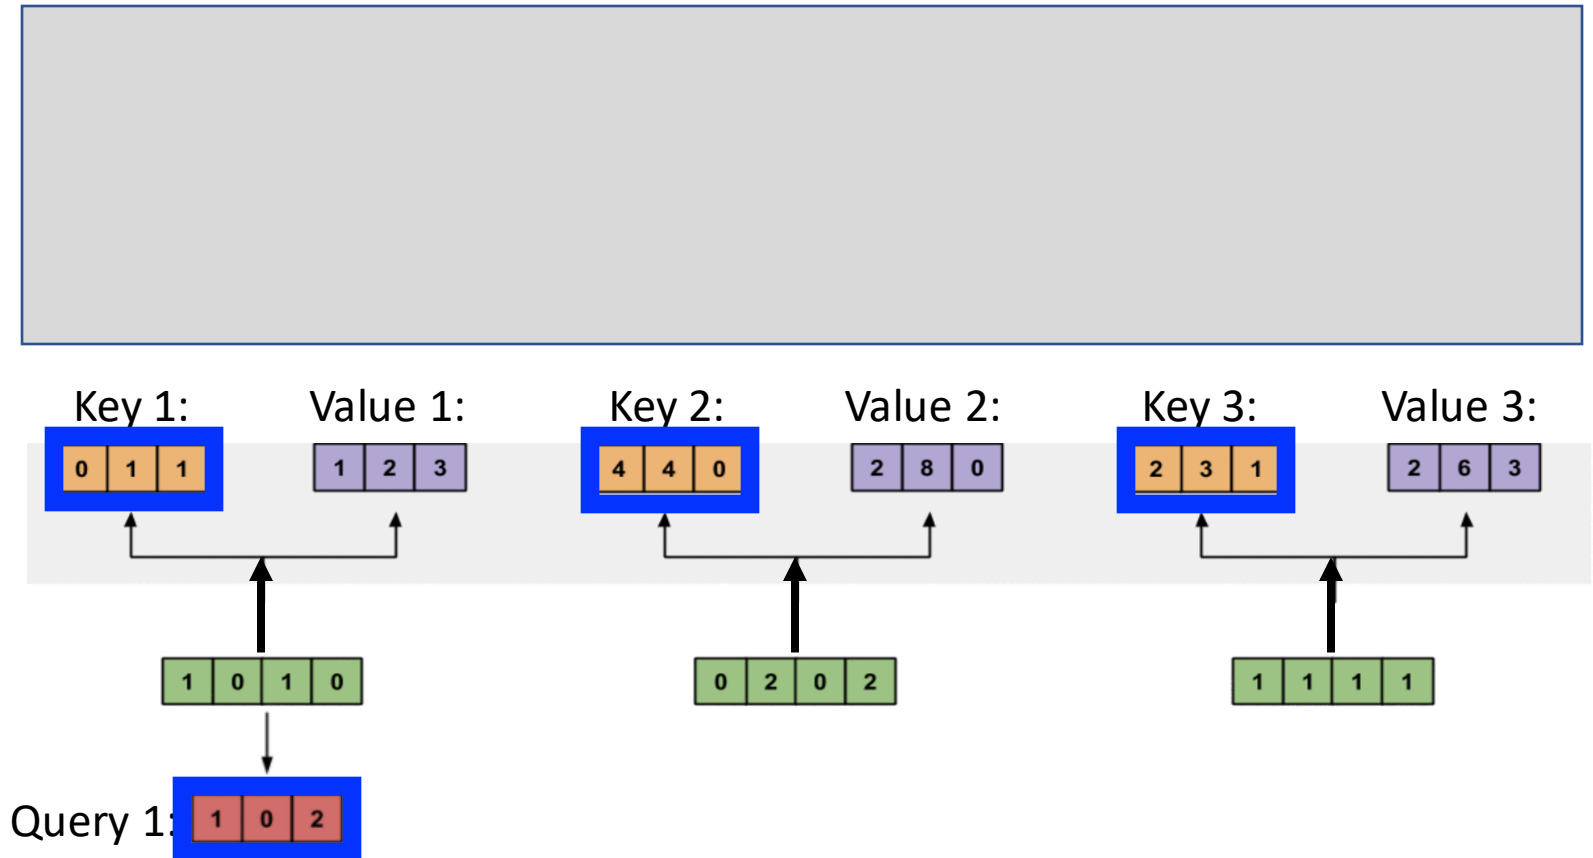 Key 1: Value 1: Key 2: Value 2: Key 3: Value 3:
0 1 1 1 2 3 4 4 0 2 8 0 2 3 1 2 6 3
1 0 1 0 0 2 0 2 1 1 1 1
Query 1: 1 0 2